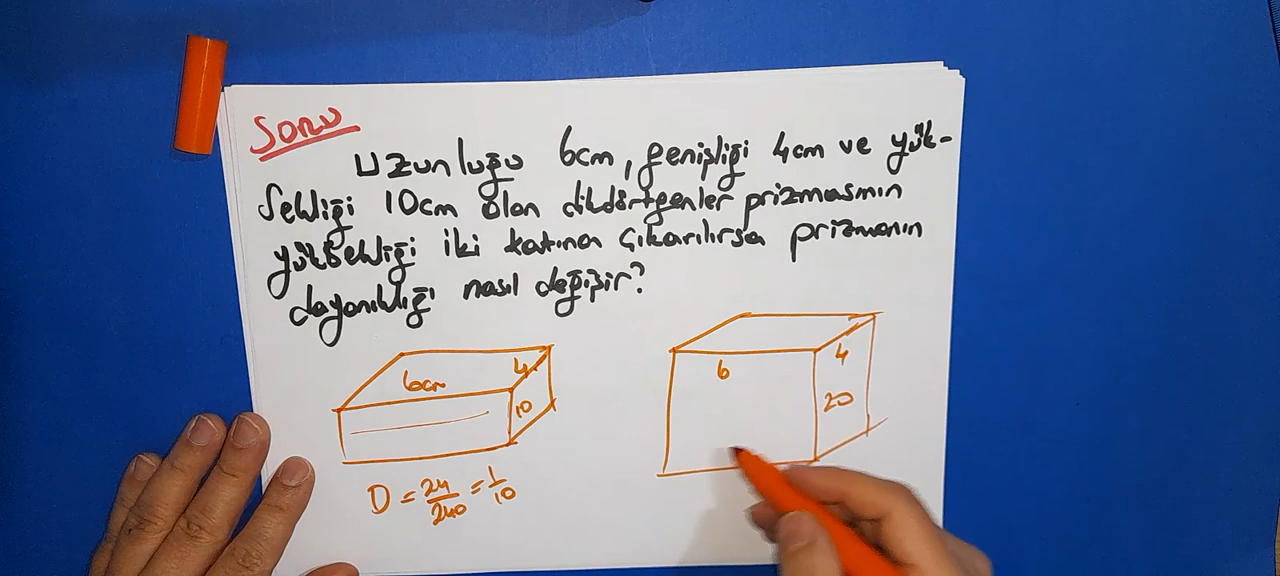 SORU
Uzunluğu 6cm, genişliği 4cm ve yük-
sekliği 10cm olan dikdörtgenler prizmasının
yüksekliği iki katına çıkarılırsa prizmanın
dayanıklılığı nasıl değişir?
6cm 4
10
D = 24/240 = 1/10
6 4
20